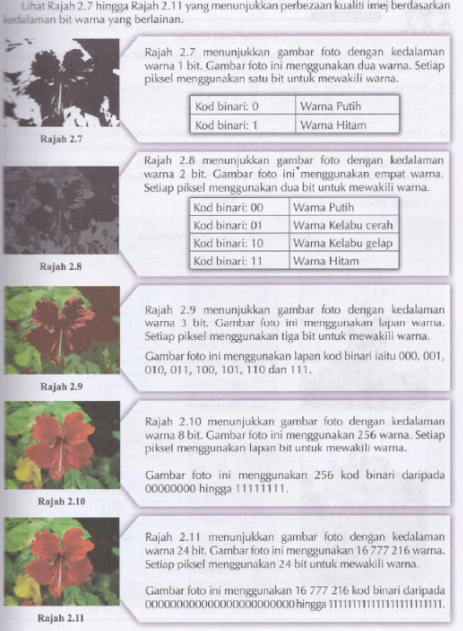 Lihat Rajah 2.7 hingga Rajah 2.11 yang menunjukkan perbezaan kualiti imej berdasarkan
kedalaman bit warna yang berlainan.
Rajah 2.7 menunjukkan gambar foto dengan kedalaman
warna 1 bit. Gambar foto ini menggunakan dua warna. Setiap
piksel menggunakan satu bit untuk mewakili warna.
Kod binari: 0 Warna Putih
Kod binari: 1 Warna Hitam
Rajah 2.7
Rajah 2.8 menunjukkan gambar foto dengan kedalaman
warna 2 bit. Gambar foto ini menggunakan empat warna.
Setiap piksel menggunakan dua bit untuk mewakili warna.
Kod binari: 00 Warna Putih
Kod binari: 01 Warna Kelabu cerah
Kod binari: 10 Warna Kelabu gelap
Kod binari: 11 Warna Hitam
Rajah 2.8
Rajah 2.9 menunjukkan gambar foto dengan kedalaman
warna 3 bit. Gambar foto ini menggunakan lapan warna.
Setiap piksel menggunakan tiga bit untuk mewakili warna.
Gambar foto ini menggunakan lapan kod binari iaitu 000, 001,
010, 011, 100, 101, 110 dan 111.
Rajah 2.9
Rajah 2.10 menunjukkan gambar foto dengan kedalaman
warna 8 bit. Gambar foto ini menggunakan 256 warna. Setiap
piksel menggunakan lapan bit untuk mewakili warna.
Gambar foto ini menggunakan 256 kod binari daripada
00000000 hingga 11111111.
Rajah 2.10
Rajah 2.11 menunjukkan gambar foto dengan kedalaman
warna 24 bit. Gambar foto ini menggunakan 16 777 216 warna.
Setiap piksel menggunakan 24 bit untuk mewakili warna.
Gambar foto ini menggunakan 16 777 216 kod binari daripada
000000000000000000000000 hingga 111111111111111111111111.
Rajah 2.11